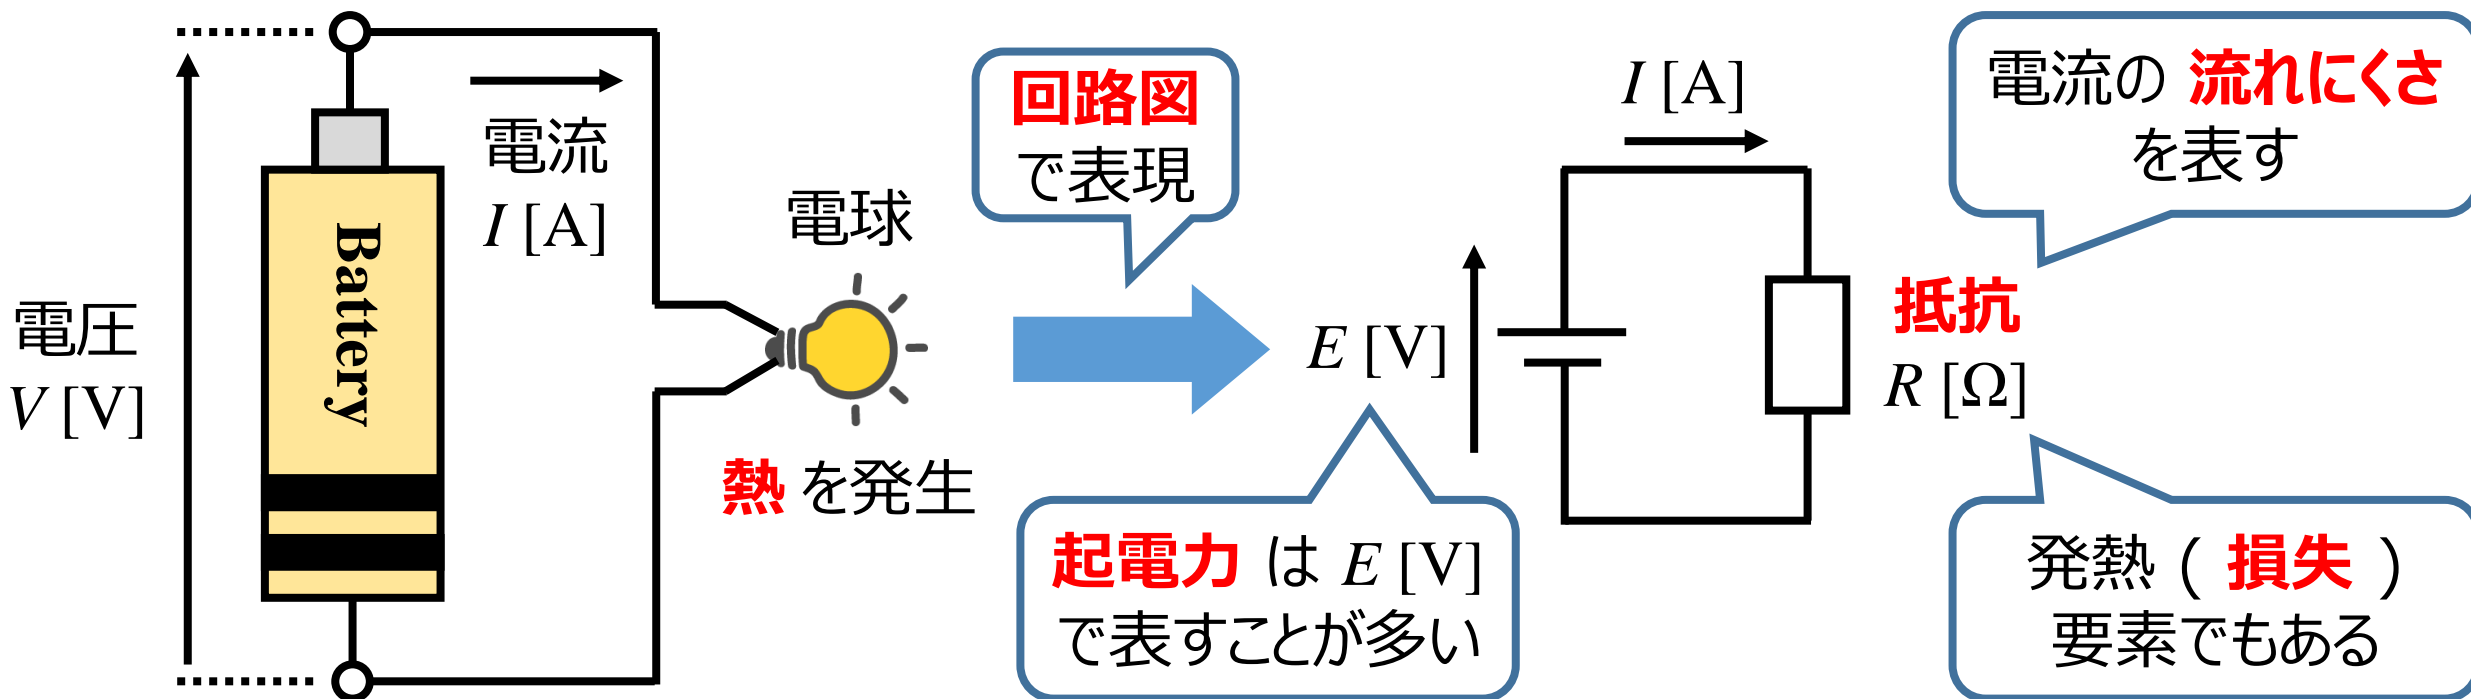 電圧
V [V]
Battery
電流
I [A]
電球
熱 を発生
回路図
で表現
E [V]
起電力 は E [V]
で表すことが多い
I [A]
抵抗
R [Ω]
電流の 流れにくさ
を表す
発熱 ( 損失 )
要素でもある